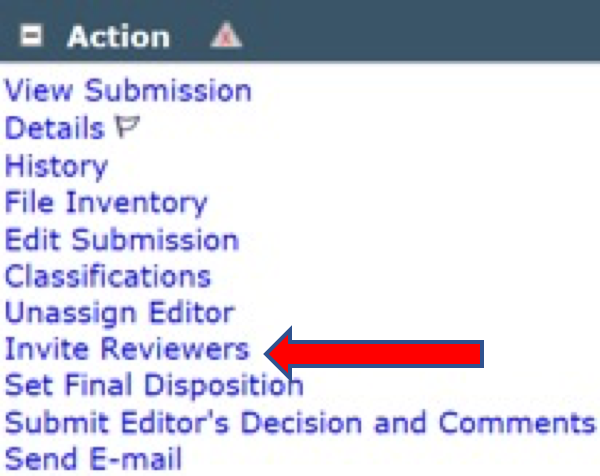 Action
View Submission
Details
History
File Inventory
Edit Submission
Classifications
Unassign Editor
Invite Reviewers
Set Final Disposition
Submit Editor's Decision and Comments
Send E-mail